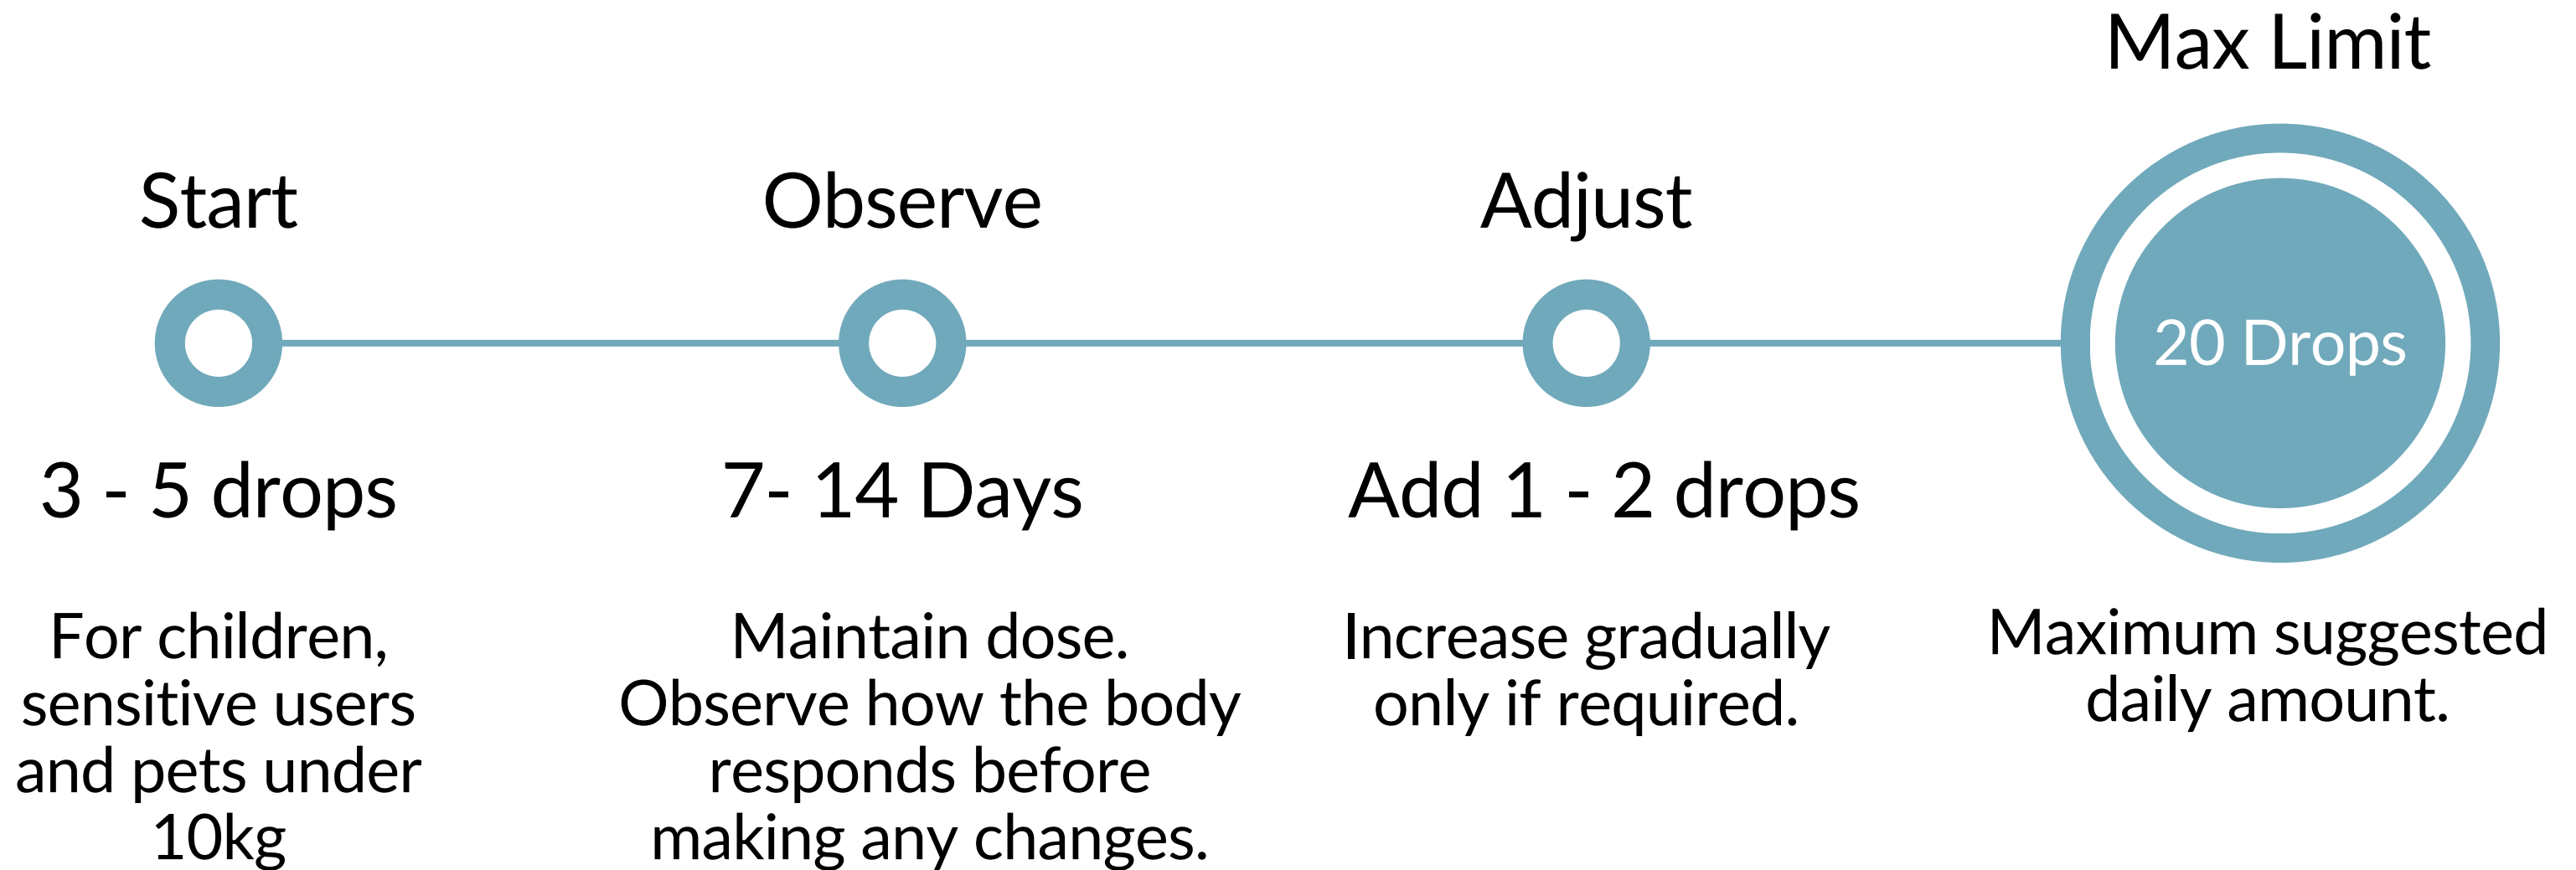 Start
3 - 5 drops
For children,
sensitive users
and pets under
10kg
Observe
7- 14 Days
Maintain dose.
Observe how the body
responds before
making any changes.
Adjust
Add 1 - 2 drops
Increase gradually
only if required.
Max Limit
20 Drops
Maximum suggested
daily amount.